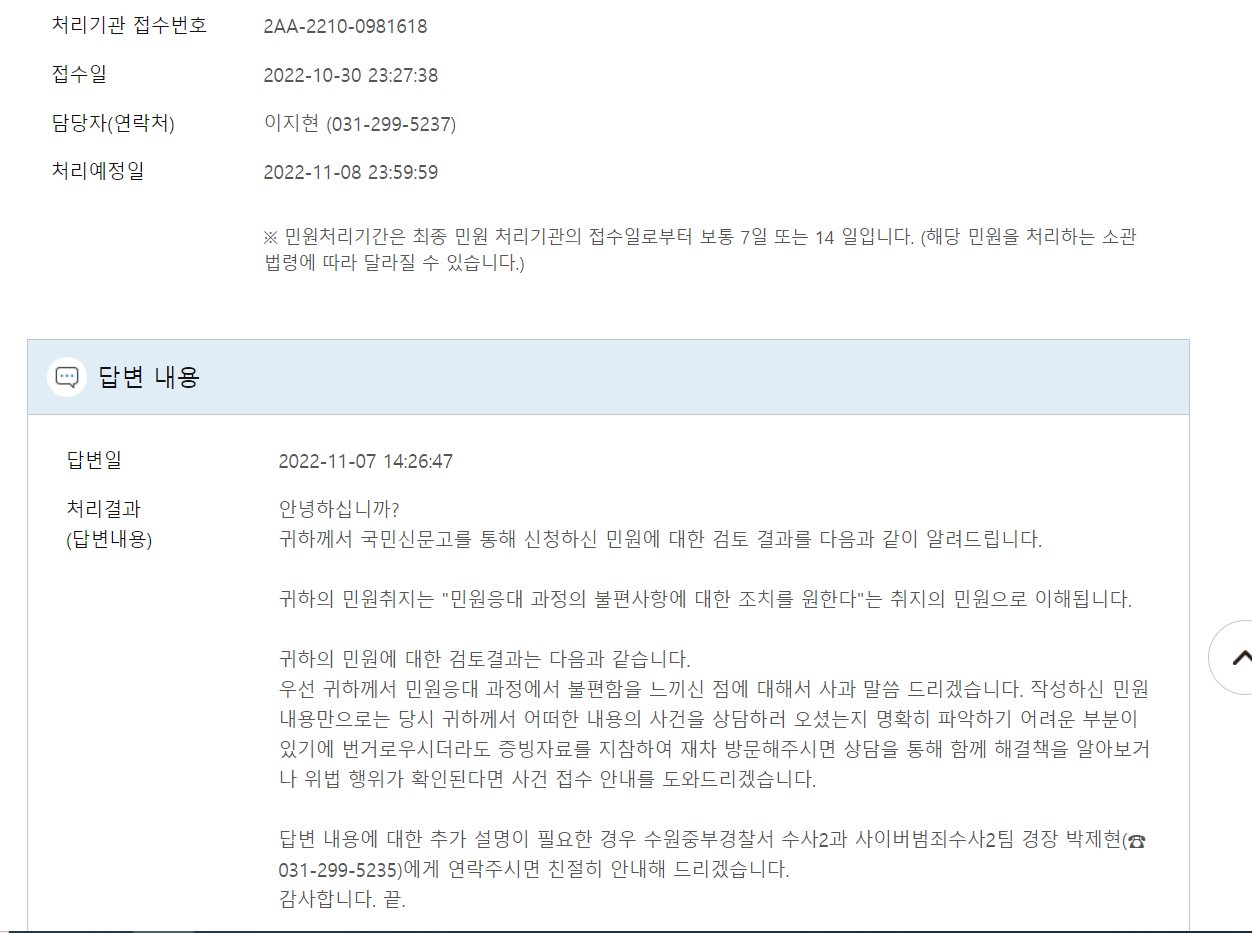 처리기관 접수번호 2AA-2210-0981618
접수일 2022-10-30 23:27:38
담당자(연락처) 이지현 (031-299-5237)
처리예정일 2022-11-08 23:59:59
※ 민원처리기간은 최종 민원 처리기관의 접수일로부터 보통 7일 또는 14 일입니다. (해당 민원을 처리하는 소관
법령에 따라 달라질 수 있습니다.)
답변 내용
답변일 2022-11-07 14:26:47
처리결과 안녕하십니까?
(답변내용) 귀하께서 국민신문고를 통해 신청하신 민원에 대한 검토 결과를 다음과 같이 알려드립니다.
귀하의 민원취지는 "민원응대 과정의 불편사항에 대한 조치를 원한다"는 취지의 민원으로 이해됩니다.
귀하의 민원에 대한 검토결과는 다음과 같습니다.
우선 귀하께서 민원응대 과정에서 불편함을 느끼신 점에 대해서 사과 말씀 드리겠습니다. 작성하신 민원
내용만으로는 당시 귀하께서 어떠한 내용의 사건을 상담하러 오셨는지 명확히 파악하기 어려운 부분이
있기에 번거로우시더라도 증빙자료를 지참하여 재차 방문해주시면 상담을 통해 함께 해결책을 알아보거
나 위법 행위가 확인된다면 사건 접수 안내를 도와드리겠습니다.
답변 내용에 대한 추가 설명이 필요한 경우 수원중부경찰서 수사2과 사이버범죄수사2팀 경장 박제현(☎
031-299-5235)에게 연락주시면 친절히 안내해 드리겠습니다.
감사합니다. 끝.